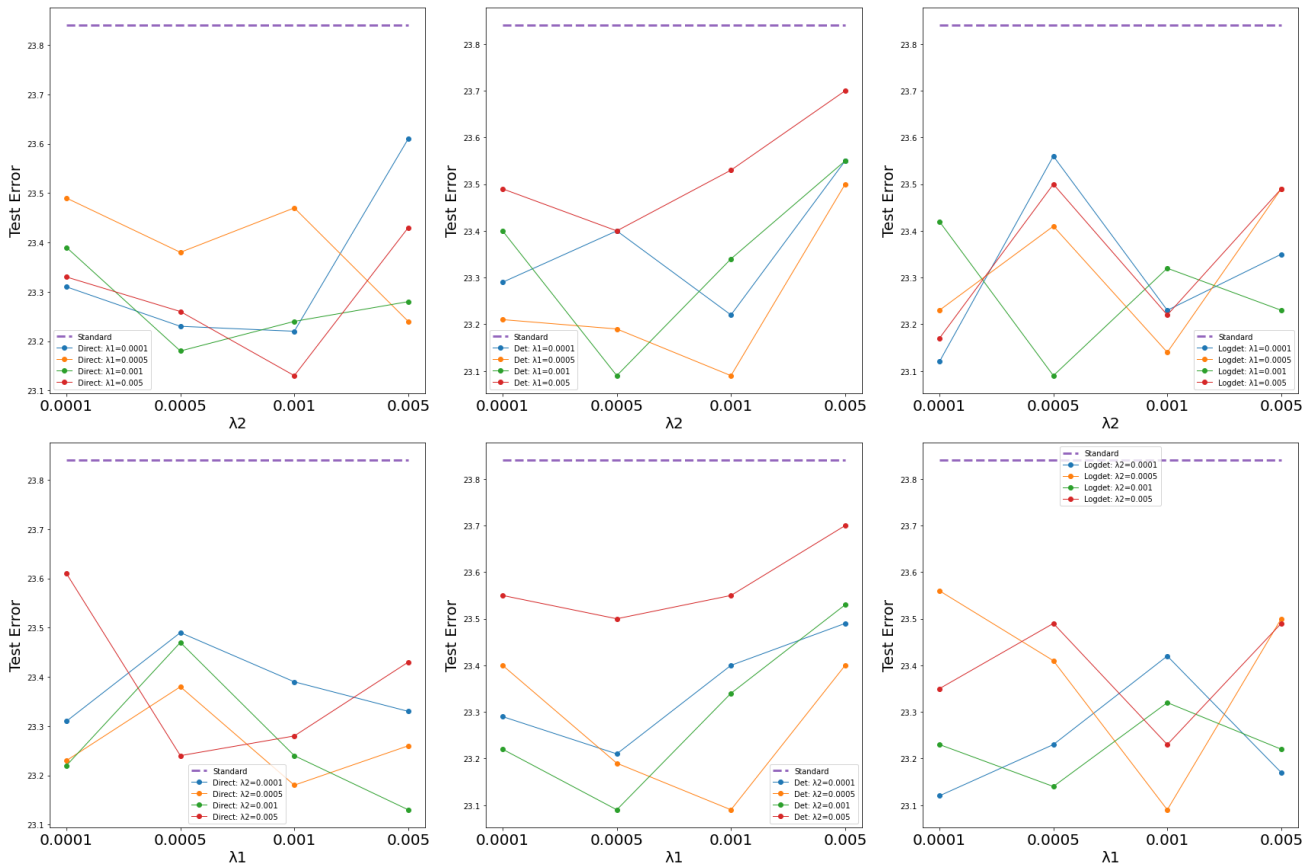 Test Error
23.8
23.7
23.6
23.5
23.4
23.3
23.2
23.1
Standard
Direct: λ1=0.0001
Direct: λ1=0.0005
Direct: λ1=0.001
Direct: λ1=0.005
0.0001 0.0005 0.001 0.005
λ2
Test Error
23.8
23.7
23.6
23.5
23.4
23.3
23.2
23.1
Standard
Det: λ1=0.0001
Det: λ1=0.0005
Det: λ1=0.001
Det: λ1=0.005
0.0001 0.0005 0.001 0.005
λ2
Test Error
23.8
23.7
23.6
23.5
23.4
23.3
23.2
23.1
Standard
Logdet: λ1=0.0001
Logdet: λ1=0.0005
Logdet: λ1=0.001
Logdet: λ1=0.005
0.0001 0.0005 0.001 0.005
λ2
Test Error
23.8
23.7
23.6
23.5
23.4
23.3
23.2
23.1
Standard
Direct: λ2=0.0001
Direct: λ2=0.0005
Direct: λ2=0.001
Direct: λ2=0.005
0.0001 0.0005 0.001 0.005
λ1
Test Error
23.8
23.7
23.6
23.5
23.4
23.3
23.2
23.1
Standard
Det: λ2=0.0001
Det: λ2=0.0005
Det: λ2=0.001
Det: λ2=0.005
0.0001 0.0005 0.001 0.005
λ1
Test Error
Standard
Logdet: λ2=0.0001
Logdet: λ2=0.0005
Logdet: λ2=0.001
Logdet: λ2=0.005
23.8
23.7
23.6
23.5
23.4
23.3
23.2
23.1
0.0001 0.0005 0.001 0.005
λ1